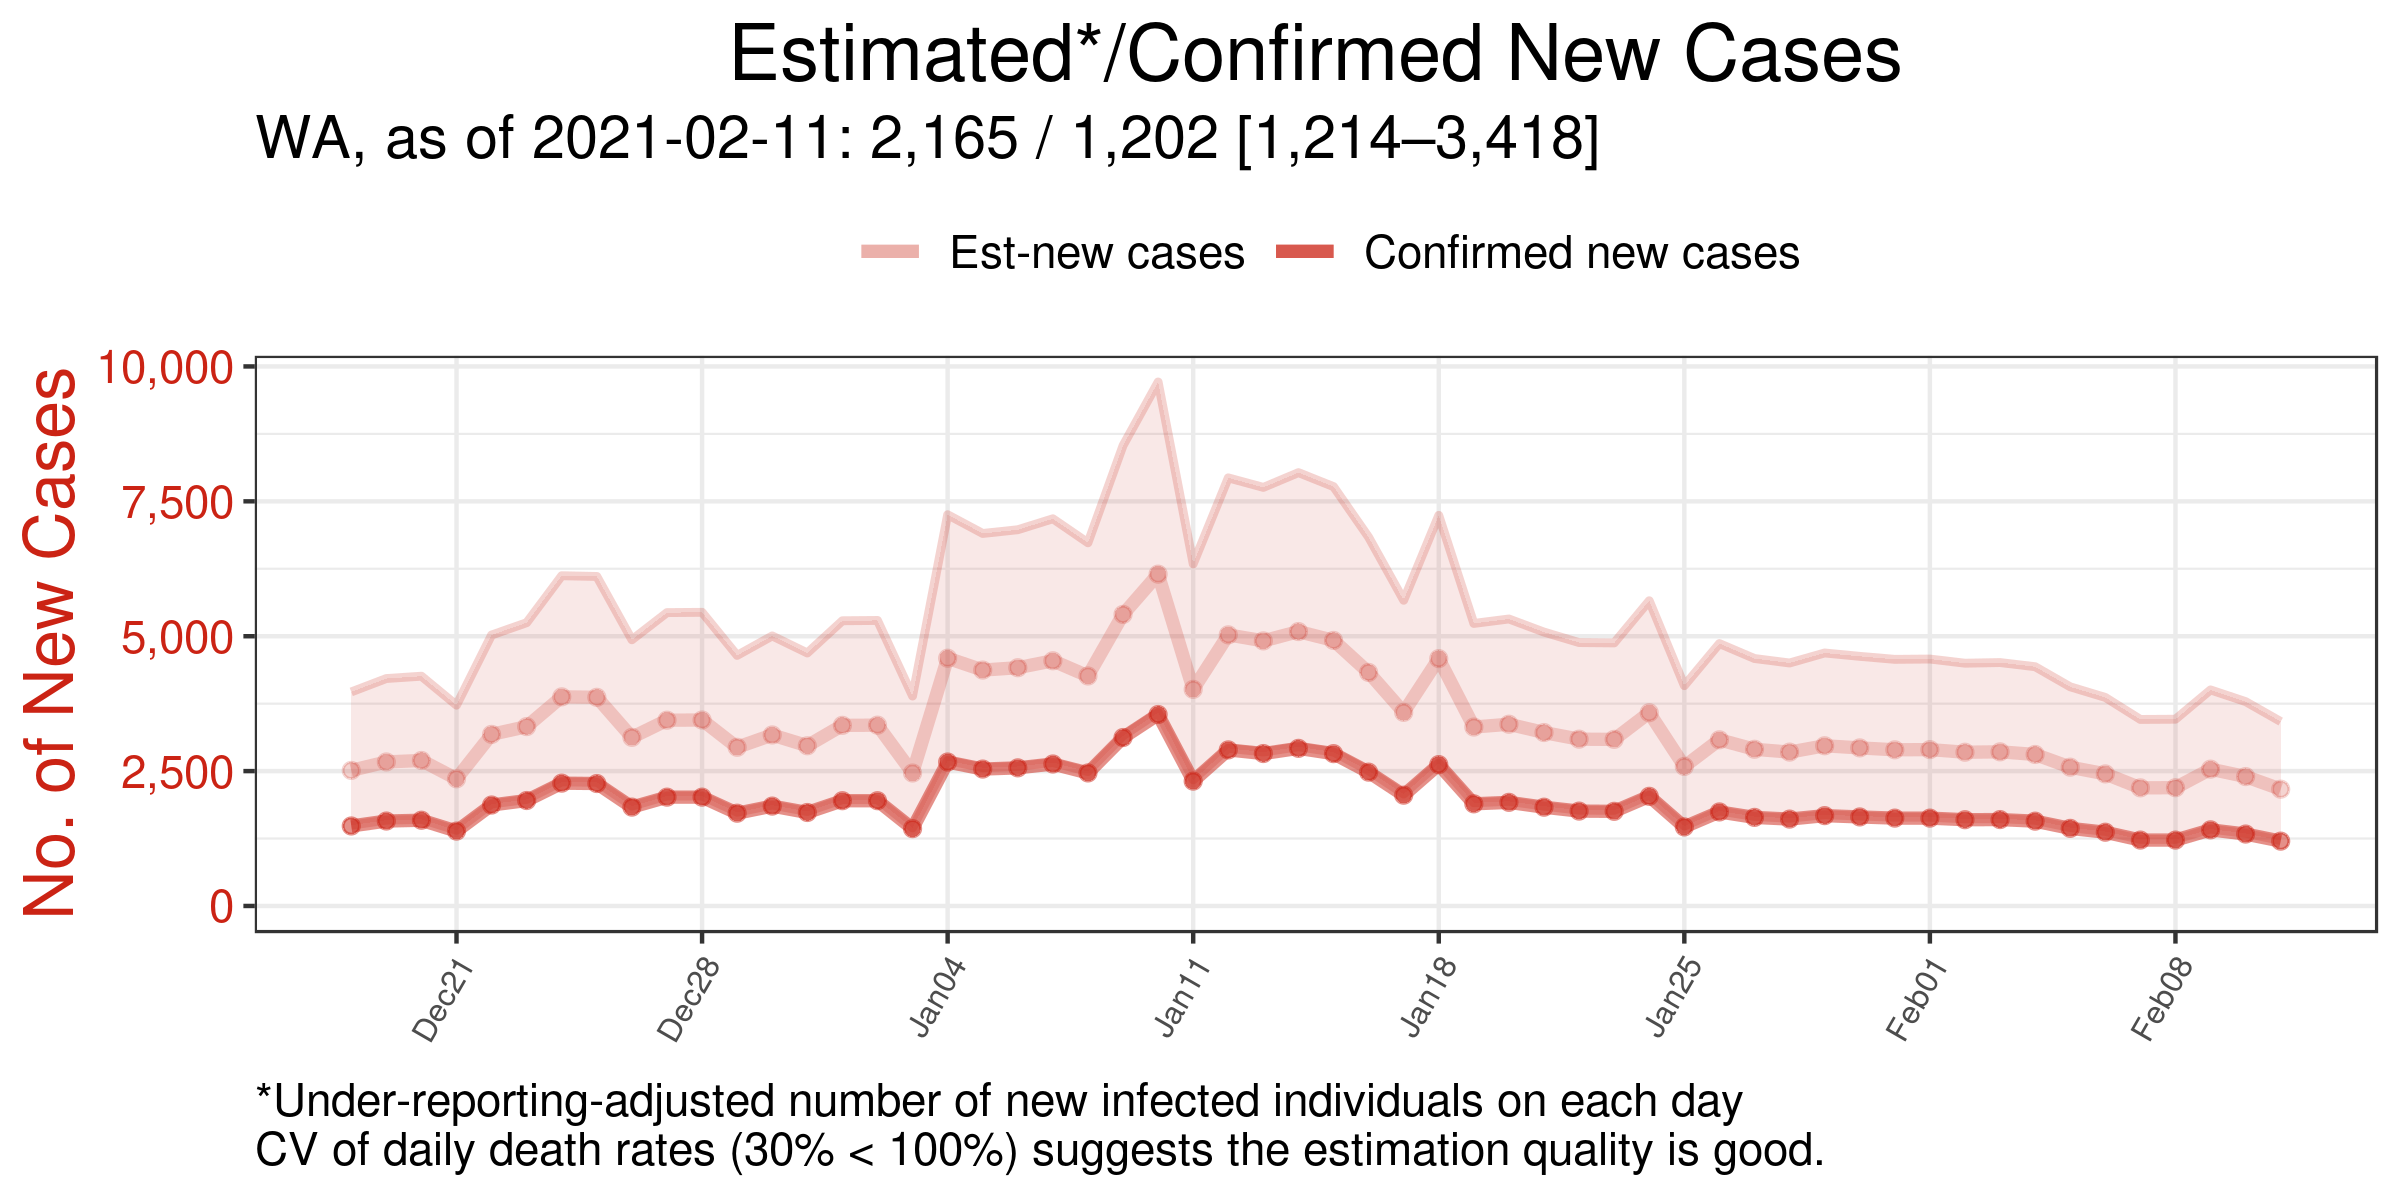 Estimated*/Confirmed New Cases
WA, as of 2021-02-11: 2,165 / 1,202 [1,214–3,418]
Est-new cases
Confirmed new cases
No. of New Cases
10,000
7,500
5,000
2,500
0
Dec21
Dec28
Jan04
Jan11
Jan18
Jan25
Feb01
Feb08
*Under-reporting-adjusted number of new infected individuals on each day
CV of daily death rates (30% < 100%) suggests the estimation quality is good.